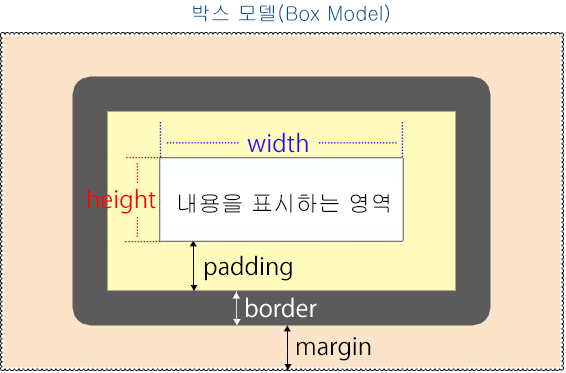 박스 모델(Box Model)
width
height
내용을 표시하는 영역
padding
border
margin